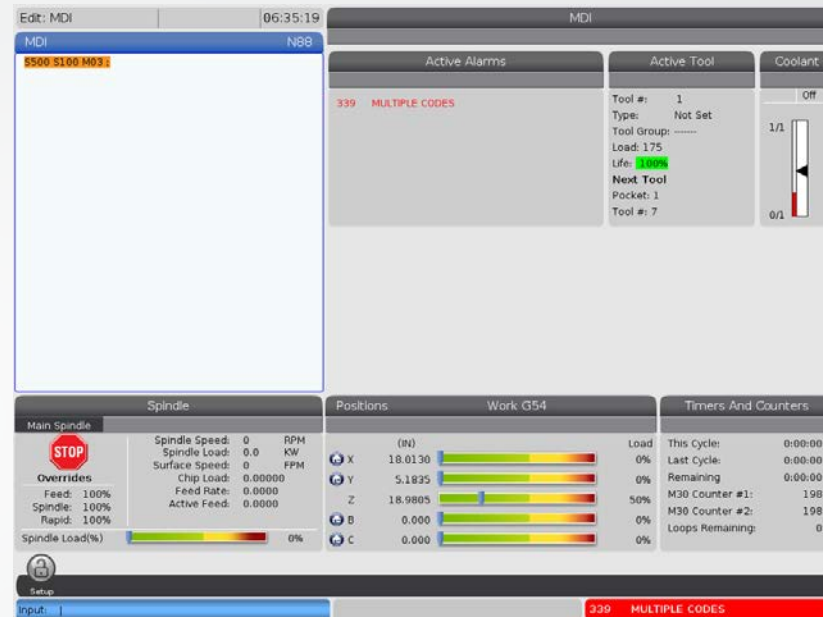 Edit: MDI 06:35:19
MDI N88
S500 S100 M03 ;
MDI
Active Alarms
339 MULTIPLE CODES
Active Tool
Tool #: 1
Type: Not Set
Tool Group: -------
Load: 175
Life: 100%
Next Tool
Pocket: 1
Tool #: 7
Coolant
Off
1/1
0/1
Spindle
Main Spindle
STOP
Overrides
Feed: 100%
Spindle: 100%
Rapid: 100%
Spindle Speed: 0 RPM
Spindle Load: 0.0 KW
Surface Speed: 0 FPM
Chip Load: 0.00000
Feed Rate: 0.0000
Active Feed: 0.0000
Spindle Load(%) 0%
Positions Work G54
(IN) Load
X 18.0130 0%
Y 5.1835 0%
Z 18.9805 50%
B 0.000 0%
C 0.000 0%
Timers And Counters
This Cycle: 0:00:00
Last Cycle: 0:00:00
Remaining 0:00:00
M30 Counter #1: 198
M30 Counter #2: 198
Loops Remaining: 0
Setup
Input:
339 MULTIPLE CODES